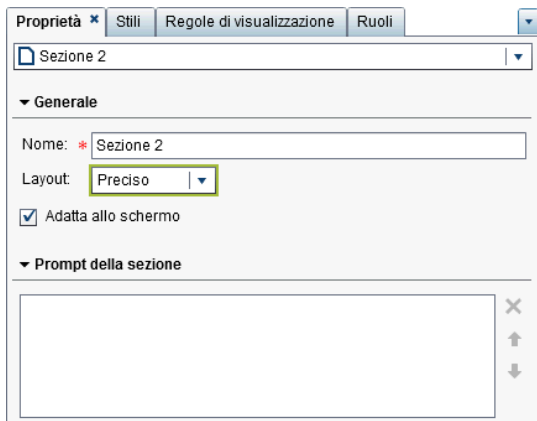 Proprietà Stili Regole di visualizzazione Ruoli
Sezione 2
Generale
Nome: * Sezione 2
Layout: Preciso
Adatta allo schermo
Prompt della sezione